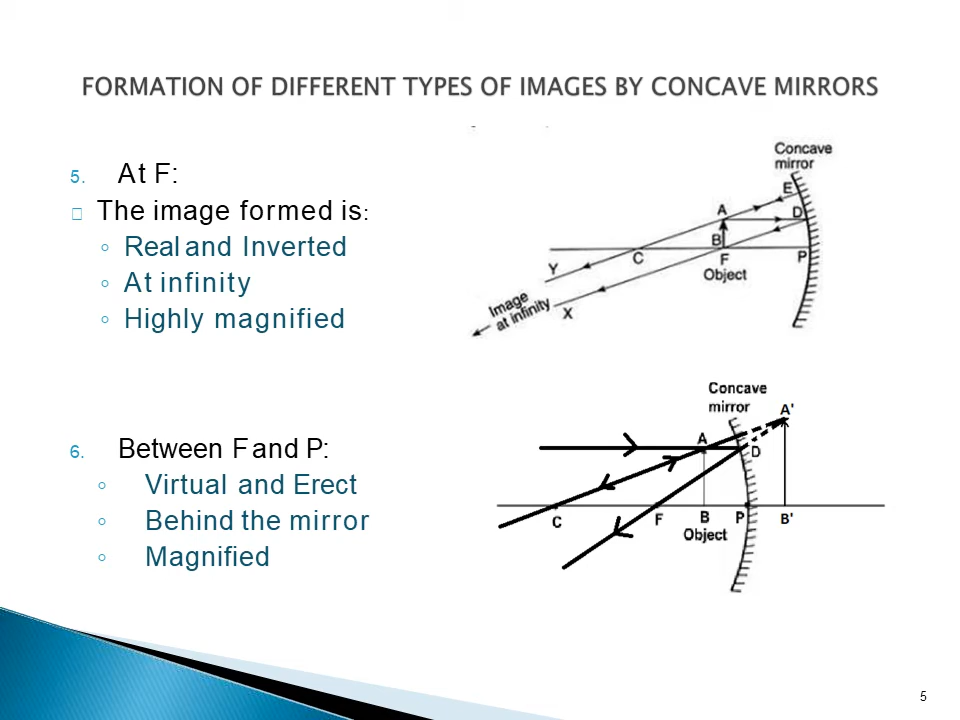 FORMATION OF DIFFERENT TYPES OF IMAGES BY CONCAVE MIRRORS
5. At F:
The image formed is:
◦ Real and Inverted
◦ At infinity
◦ Highly magnified
Concave
mirror
E
A
D
B
C
F
P
Object
Y
X
Image
at infinity
6. Between F and P:
◦ Virtual and Erect
◦ Behind the mirror
◦ Magnified
Concave
mirror
A'
A
D
C
F
B
P
B'
Object
5